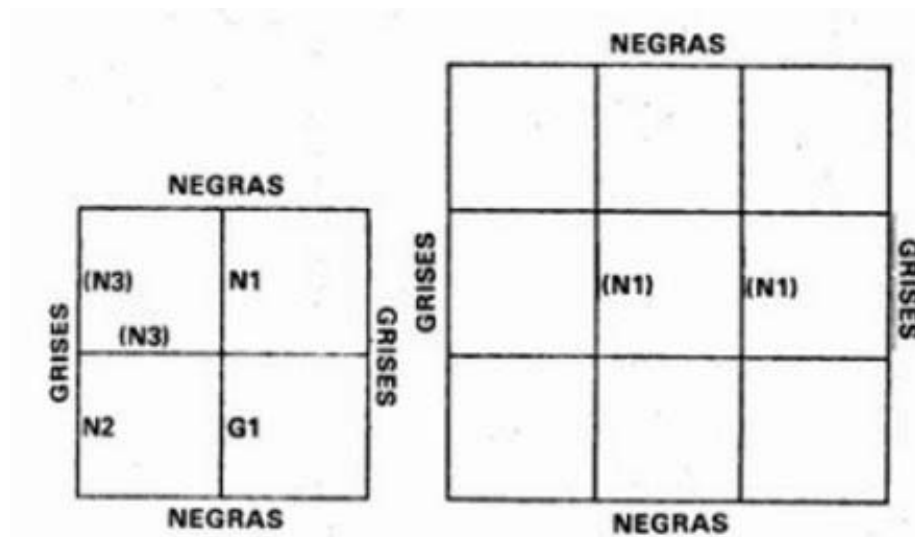 NEGRAS
GRISES
(N3)
N1
(N3)
N2
G1
GRISES
NEGRAS
NEGRAS
GRISES
(N1)
(N1)
GRISES
NEGRAS